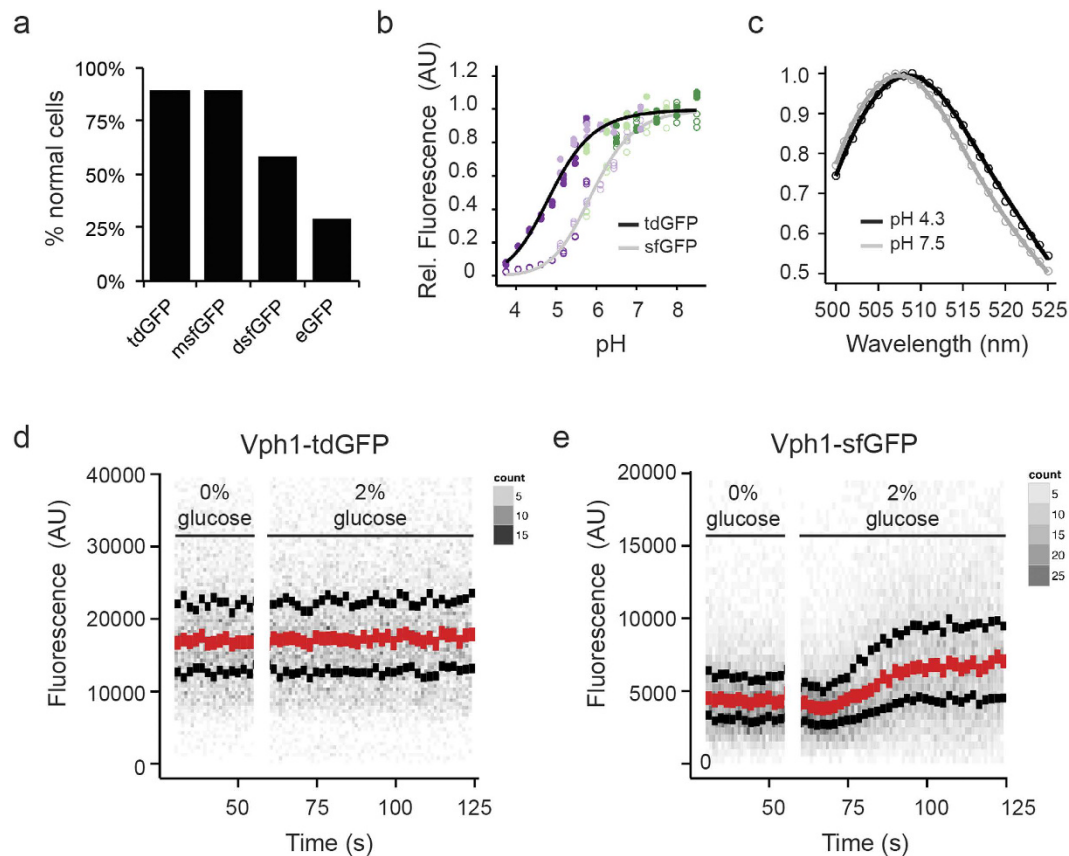 a
% normal cells
100%
75%
50%
25%
0%
tdGFP
msfGFP
dsfGFP
eGFP
b
Rel. Fluorescence (AU)
1.2
1.0
0.8
0.6
0.4
0.2
0
tdGFP
sfGFP
4 5 6 7 8
pH
c
1.0
0.9
0.8
0.7
0.6
0.5
pH 4.3
pH 7.5
500 505 510 515 520 525
Wavelength (nm)
d
Vph1-tdGFP
Fluorescence (AU)
40000
30000
20000
10000
0
0%
glucose
2%
glucose
count
5
10
15
50 75 100 125
Time (s)
e
Vph1-sfGFP
Fluorescence (AU)
20000
15000
10000
5000
0
0%
glucose
2%
glucose
count
5
10
15
20
25
50 75 100 125
Time (s)